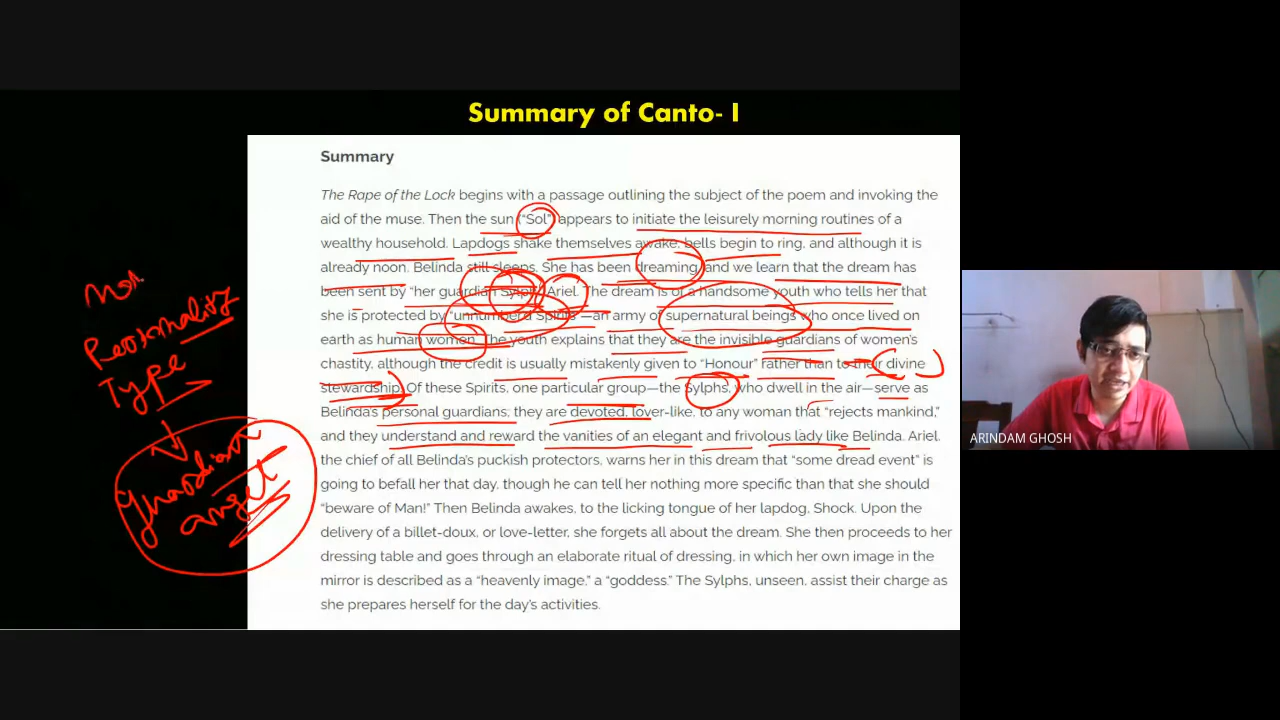 Summary of Canto- I
Summary
The Rape of the Lock begins with a passage outlining the subject of the poem and invoking the
aid of the muse. Then the sun (“Sol”) appears to initiate the leisurely morning routines of a
wealthy household. Lapdogs shake themselves awake, bells begin to ring, and although it is
already noon, Belinda still sleeps. She has been dreaming, and we learn that the dream has
been sent by “her guardian Sylph,” Ariel. The dream is of a handsome youth who tells her that
she is protected by “unnumber’d Spirits”—an army of supernatural beings who once lived on
earth as human women. The youth explains that they are the invisible guardians of women’s
chastity, although the credit is usually mistakenly given to “Honour” rather than to their divine
stewardship. Of these Spirits, one particular group—the Sylphs, who dwell in the air—serve as
Belinda’s personal guardians; they are devoted, lover-like, to any woman that “rejects mankind,”
and they understand and reward the vanities of an elegant and frivolous lady like Belinda. Ariel,
the chief of all Belinda’s puckish protectors, warns her in this dream that “some dread event” is
going to befall her that day, though he can tell her nothing more specific than that she should
“beware of Man!” Then Belinda awakes, to the licking tongue of her lapdog, Shock. Upon the
delivery of a billet-doux, or love-letter, she forgets all about the dream. She then proceeds to her
dressing table and goes through an elaborate ritual of dressing, in which her own image in the
mirror is described as a “heavenly image,” a “goddess.” The Sylphs, unseen, assist their charge as
she prepares herself for the day’s activities.
Personality
Type
guardian
angel
ARINDAM GHOSH